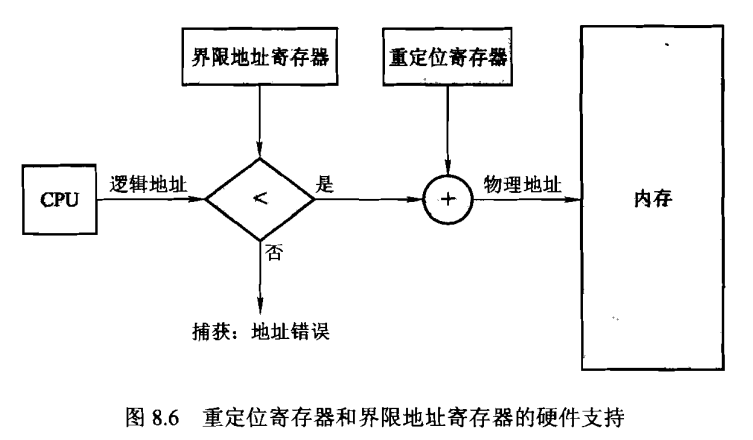 界限地址寄存器
重定位寄存器
CPU
逻辑地址
<
是
+
物理地址
内存
否
捕获：地址错误
图 8.6 重定位寄存器和界限地址寄存器的硬件支持